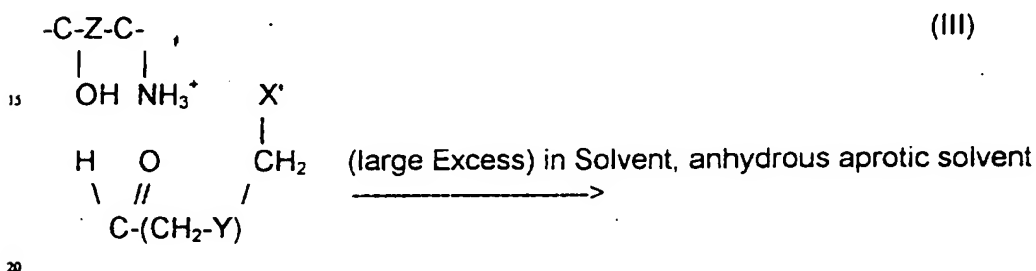 -C-Z-C- , (III)
| |
15 OH NH₃⁺ X'
|
H O CH₂ (large Excess) in Solvent, anhydrous aprotic solvent
\ // / ---------------------->
C-(CH₂-Y)
20